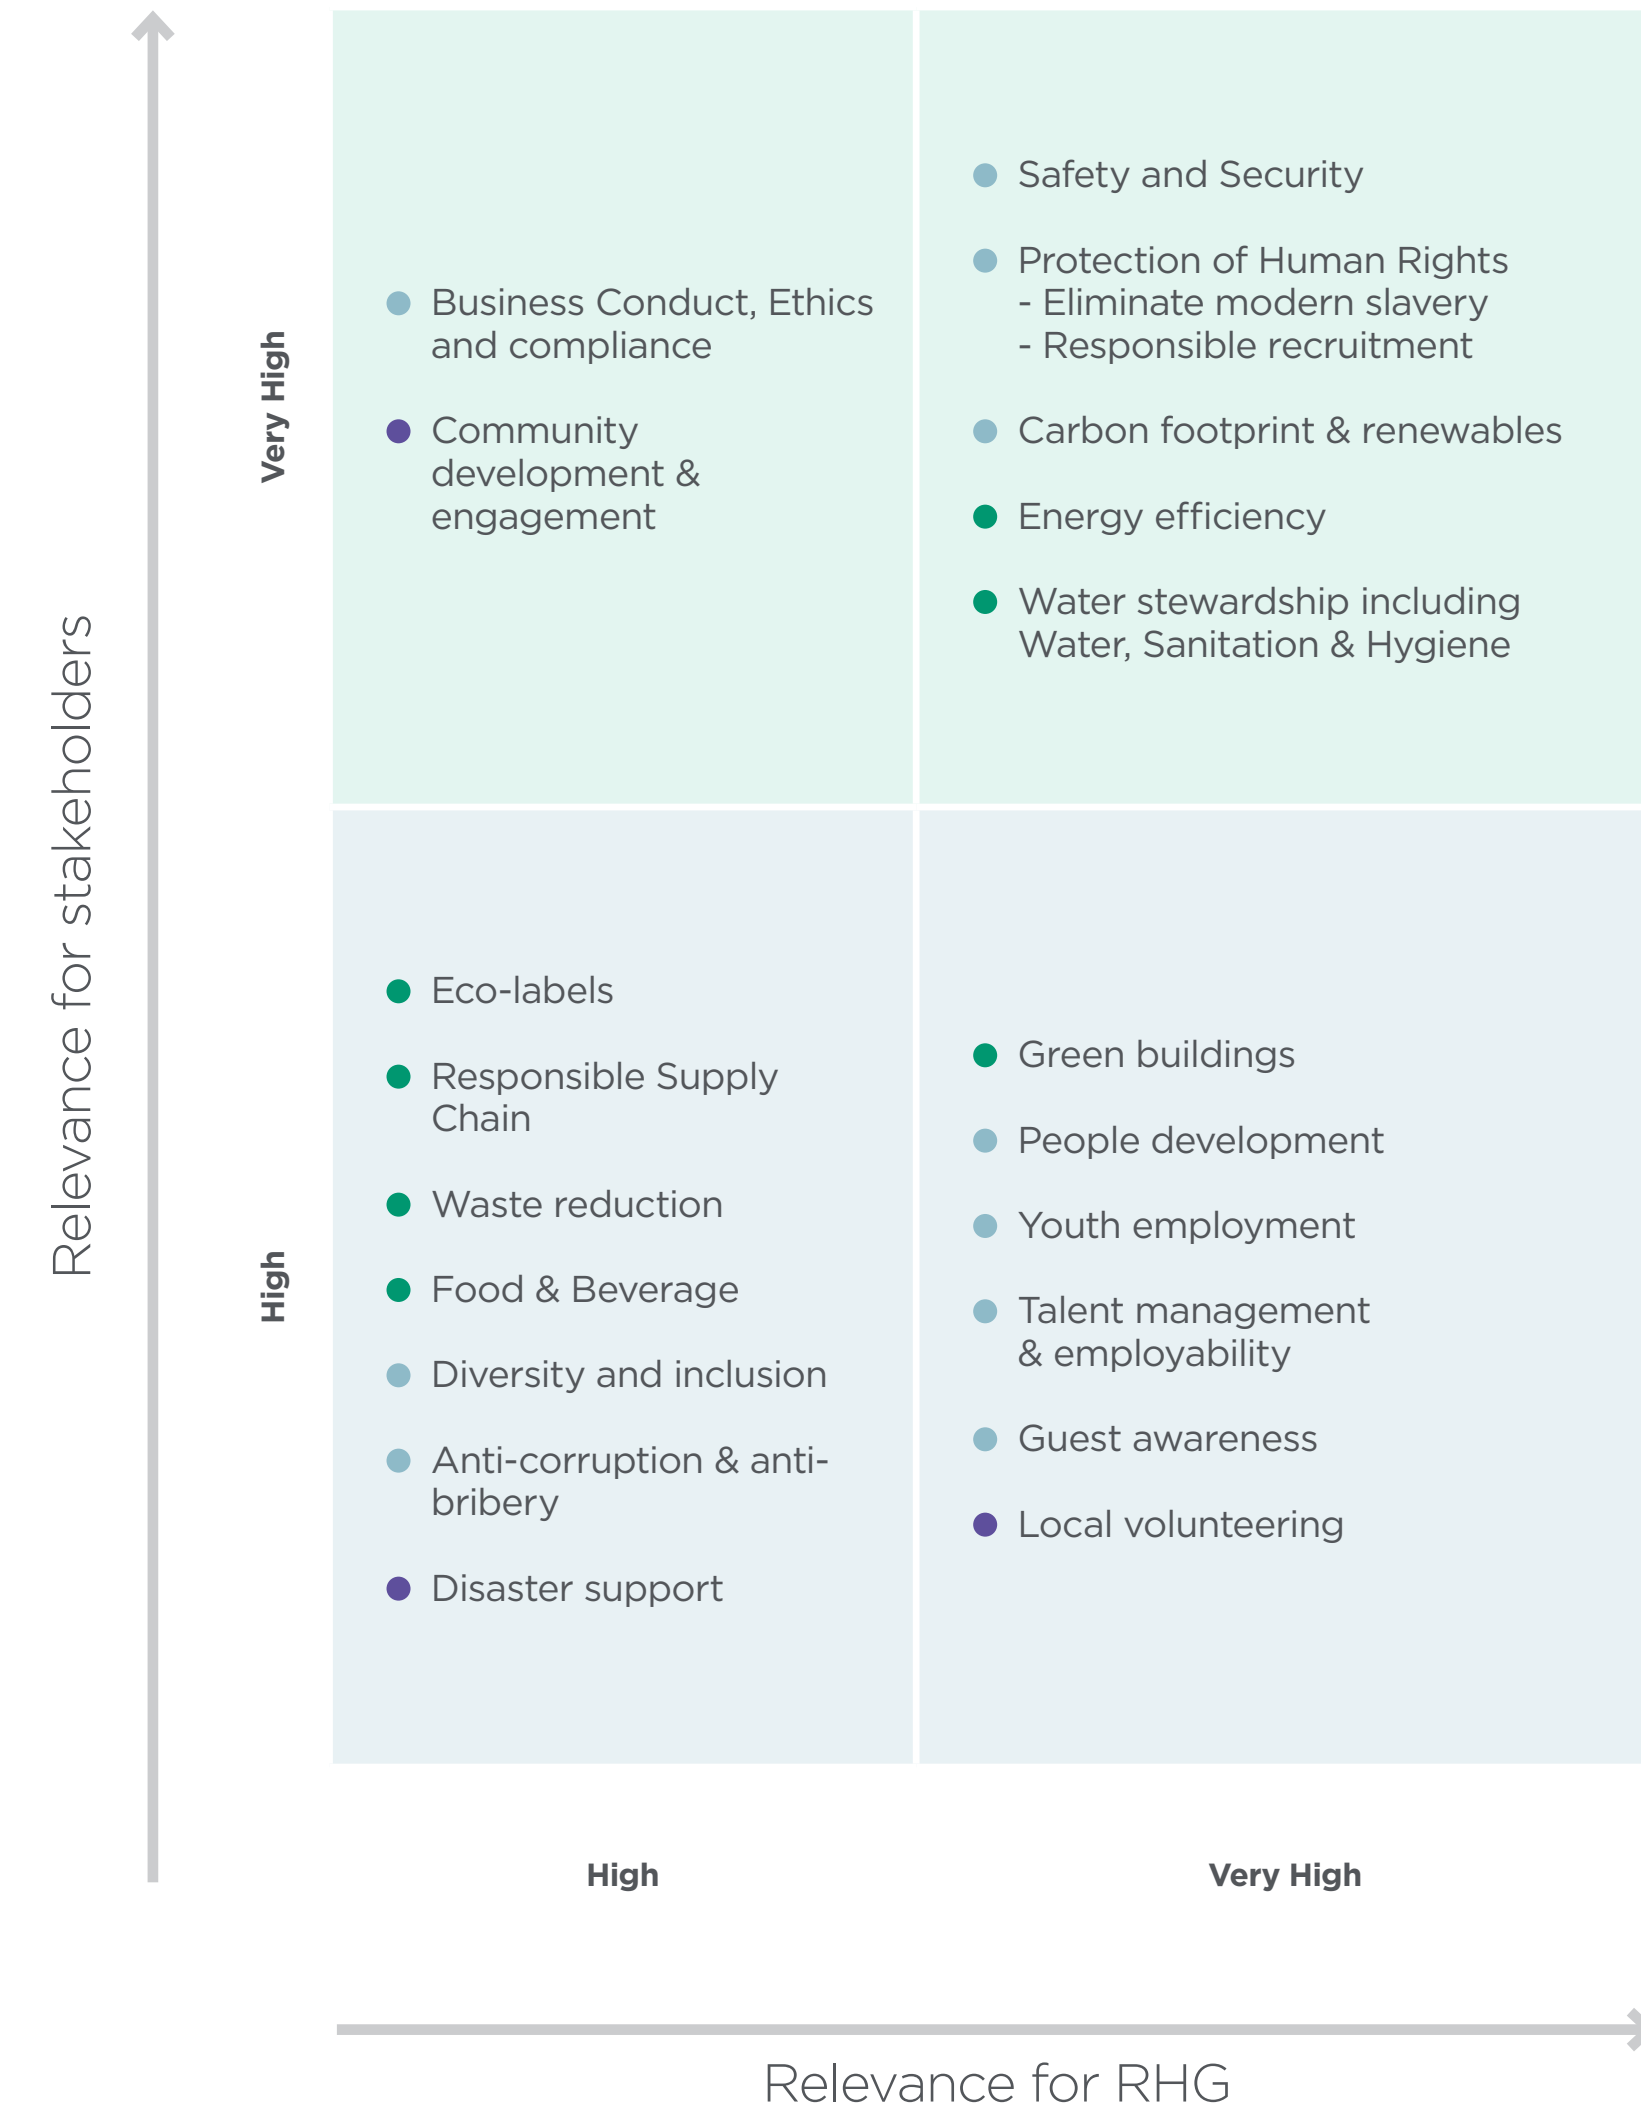 Relevance for stakeholders
Very High
Business Conduct, Ethics
and compliance
Community
development &
engagement
Safety and Security
Protection of Human Rights
- Eliminate modern slavery
- Responsible recruitment
Carbon footprint & renewables
Energy efficiency
Water stewardship including
Water, Sanitation & Hygiene
High
Eco-labels
Responsible Supply
Chain
Waste reduction
Food & Beverage
Diversity and inclusion
Anti-corruption & anti-
bribery
Disaster support
Green buildings
People development
Youth employment
Talent management
& employability
Guest awareness
Local volunteering
High
Very High
Relevance for RHG